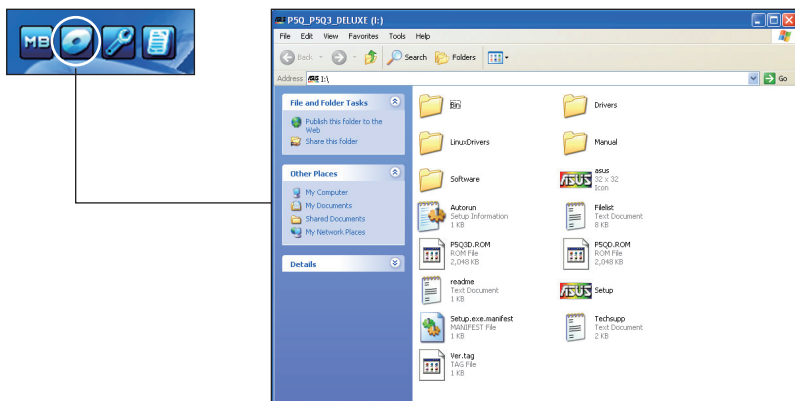 MB
P5Q_P5Q3_DELUXE (I:)
File Edit View Favorites Tools Help
Back Search Folders
Address I:\ Go
File and Folder Tasks
Publish this folder to the
Web
Share this folder
Other Places
My Computer
My Documents
Shared Documents
My Network Places
Details
Bin
Drivers
LinuxDrivers
Manual
Software
ASUS
asus
32 x 32
Icon
Autorun
Setup Information
1 KB
Filelist
Text Document
8 KB
P5Q3D.ROM
ROM File
2,048 KB
P5QD.ROM
ROM File
2,048 KB
readme
Text Document
1 KB
ASUS
Setup
Setup.exe.manifest
MANIFEST File
1 KB
Techsupp
Text Document
2 KB
Ver.tag
TAG File
1 KB